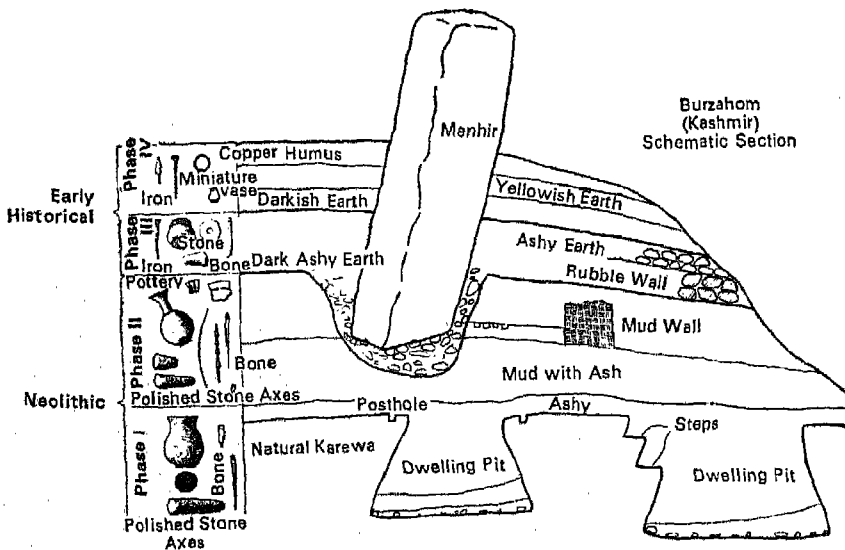 Burzahom
(Kashmir)
Schematic Section
Manhir
Early
Historical
Neolithic
Phase IV
Iron
Miniature
vase
Copper Humus
Darkish Earth
Yellowish Earth
Phase III
Stone
Iron
Bone
Dark Ashy Earth
Ashy Earth
Rubble Wall
Pottery
Phase II
Bone
Polished Stone Axes
Mud Wall
Mud with Ash
Posthole
Ashy
Steps
Phase I
Bone
Polished Stone
Axes
Natural Karewa
Dwelling Pit
Dwelling Pit